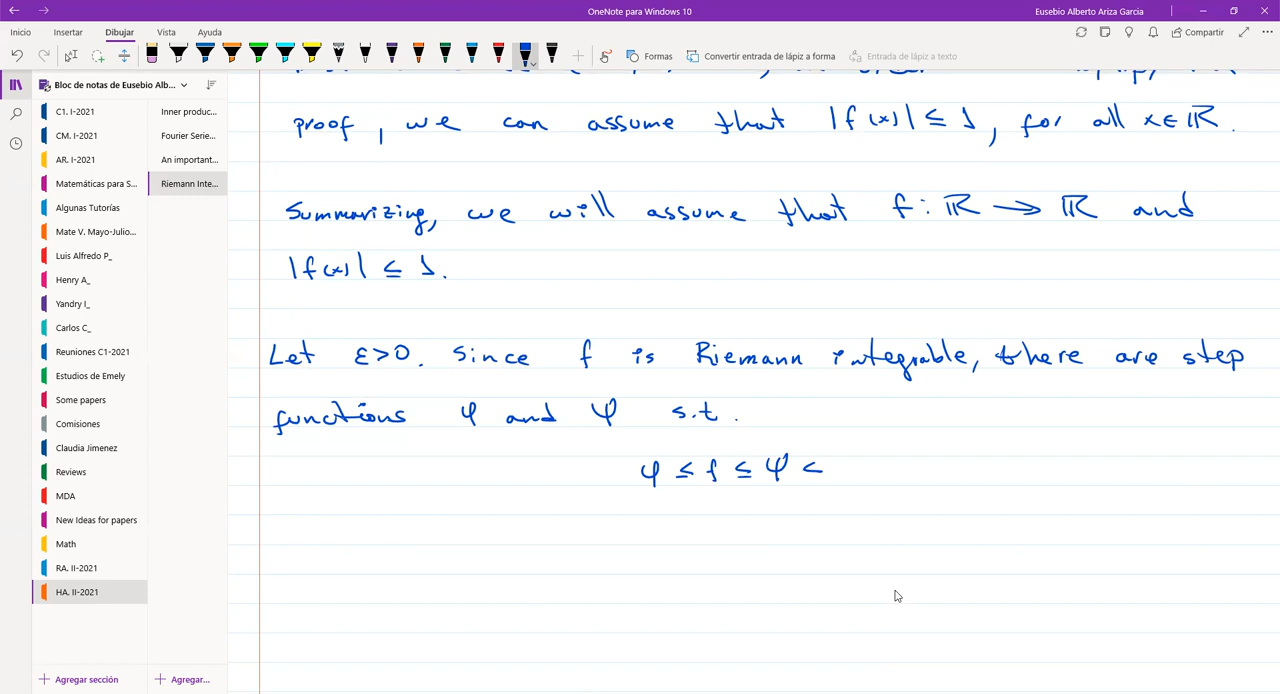 OneNote para Windows 10
Eusebio Alberto Ariza Garcia
Inicio
Insertar
Dibujar
Vista
Ayuda
Compartir
Formas
Convertir entrada de lápiz a forma
Entrada de lápiz a texto
Bloc de notas de Eusebio Alb...
C1. I-2021
CM. I-2021
AR. I-2021
Matemáticas para S...
Algunas Tutorías
Mate V. Mayo-Julio...
Luis Alfredo P_
Henry A_
Yandry I_
Carlos C_
Reuniones C1-2021
Estudios de Emely
Some papers
Comisiones
Claudia Jimenez
Reviews
MDA
New Ideas for papers
Math
RA. II-2021
HA. II-2021
Agregar sección
Inner produc...
Fourier Serie...
An important...
Riemann Inte...
Agregar...
proof, we can assume that |f(x)| ≤ 1, for all x∈ℝ.
Summarizing, we will assume that f: ℝ → ℝ and
|f(x)| ≤ 1.
Let ε>0. Since f is Riemann integrable, there are step
functions φ and ψ s.t.
φ ≤ f ≤ ψ <